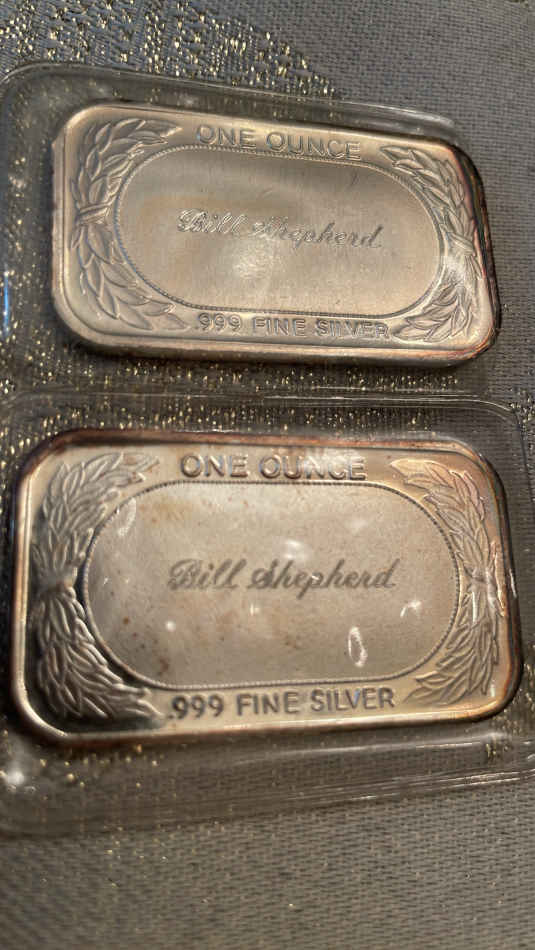 ONE OUNCE
Bill Shepherd
.999 FINE SILVER
ONE OUNCE
Bill Shepherd
.999 FINE SILVER